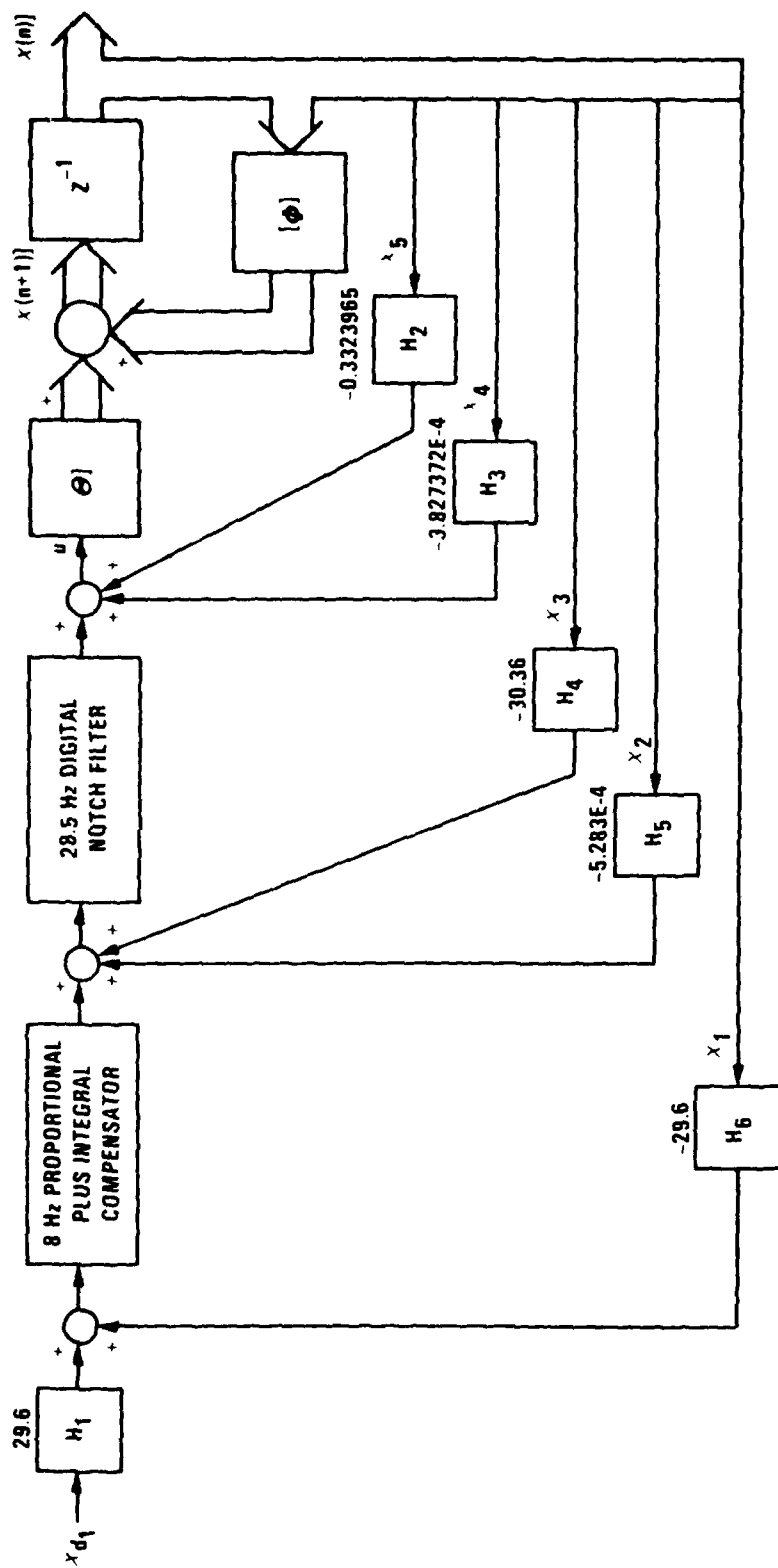 x_d1
29.6
H1
8 Hz PROPORTIONAL
PLUS INTEGRAL
COMPENSATOR
28.5 Hz DIGITAL
NOTCH FILTER
u
Θ]
x(n+1)]
z⁻¹
x(n)]
[Φ]
x5
-0.3323965
H2
x4
-3.827372E-4
H3
x3
-30.36
H4
x2
-5.283E-4
H5
x1
-29.6
H6
+
+
+
+
+
+
+
+
+
+